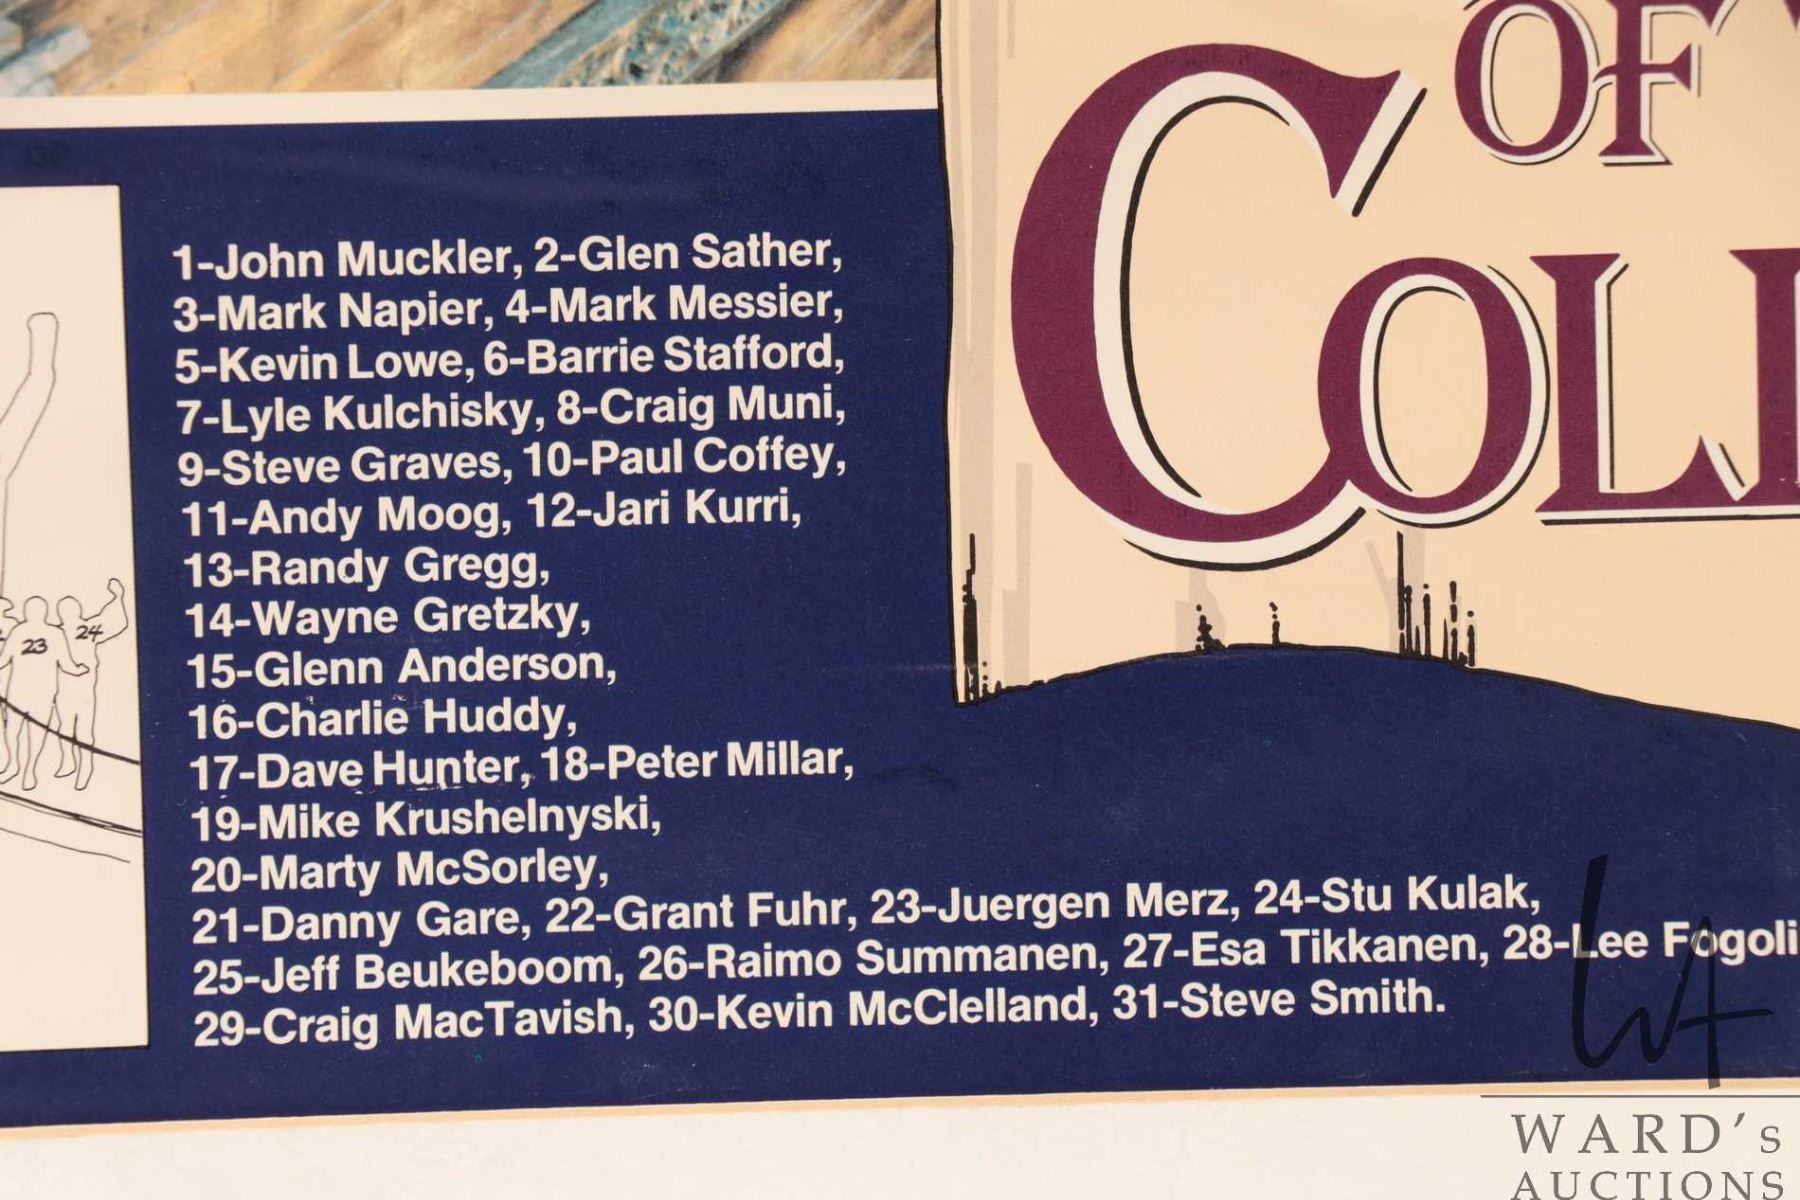 OF
COLL
1-John Muckler, 2-Glen Sather,
3-Mark Napier, 4-Mark Messier,
5-Kevin Lowe, 6-Barrie Stafford,
7-Lyle Kulchisky, 8-Craig Muni,
9-Steve Graves, 10-Paul Coffey,
11-Andy Moog, 12-Jari Kurri,
13-Randy Gregg,
14-Wayne Gretzky,
15-Glenn Anderson,
16-Charlie Huddy,
17-Dave Hunter, 18-Peter Millar,
19-Mike Krushelnyski,
20-Marty McSorley,
21-Danny Gare, 22-Grant Fuhr, 23-Juergen Merz, 24-Stu Kulak,
25-Jeff Beukeboom, 26-Raimo Summanen, 27-Esa Tikkanen, 28-Lee Fogoli
29-Craig MacTavish, 30-Kevin McClelland, 31-Steve Smith.
23 24
WA
WARD's
AUCTIONS